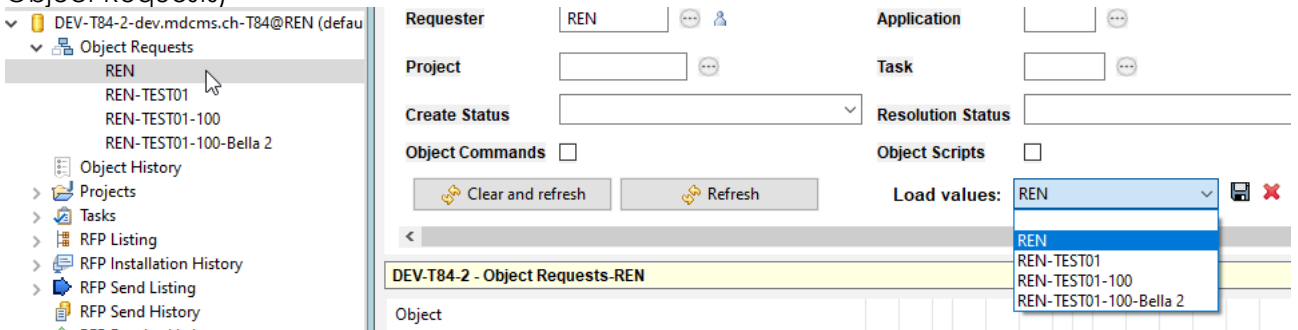 Object Requests)
DEV-T84-2-dev.mdcms.ch-T84@REN (defau
Object Requests
REN
REN-TEST01
REN-TEST01-100
REN-TEST01-100-Bella 2
Object History
Projects
Tasks
RFP Listing
RFP Installation History
RFP Send Listing
RFP Send History
Requester REN Application
Project Task
Create Status Resolution Status
Object Commands Object Scripts
Clear and refresh Refresh Load values: REN
REN
REN-TEST01
REN-TEST01-100
REN-TEST01-100-Bella 2
DEV-T84-2 - Object Requests-REN
Object